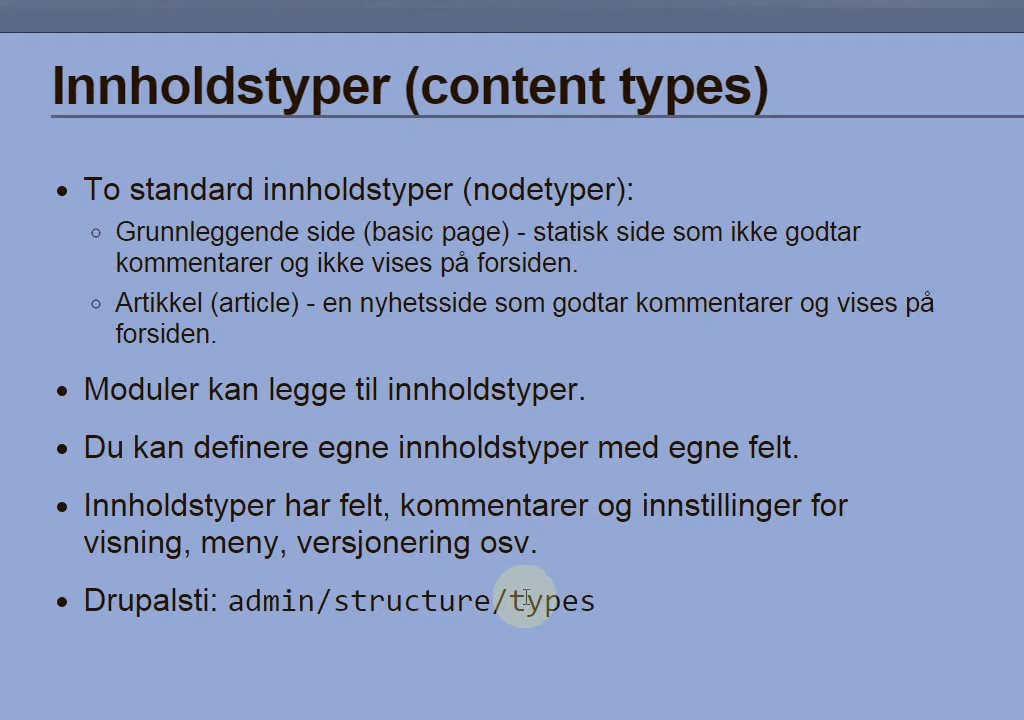 Innholdstyper (content types)
• To standard innholdstyper (nodetyper):
◦ Grunnleggende side (basic page) - statisk side som ikke godtar
kommentarer og ikke vises på forsiden.
◦ Artikkel (article) - en nyhetsside som godtar kommentarer og vises på
forsiden.
• Moduler kan legge til innholdstyper.
• Du kan definere egne innholdstyper med egne felt.
• Innholdstyper har felt, kommentarer og innstillinger for
visning, meny, versjonering osv.
• Drupalsti: admin/structure/types